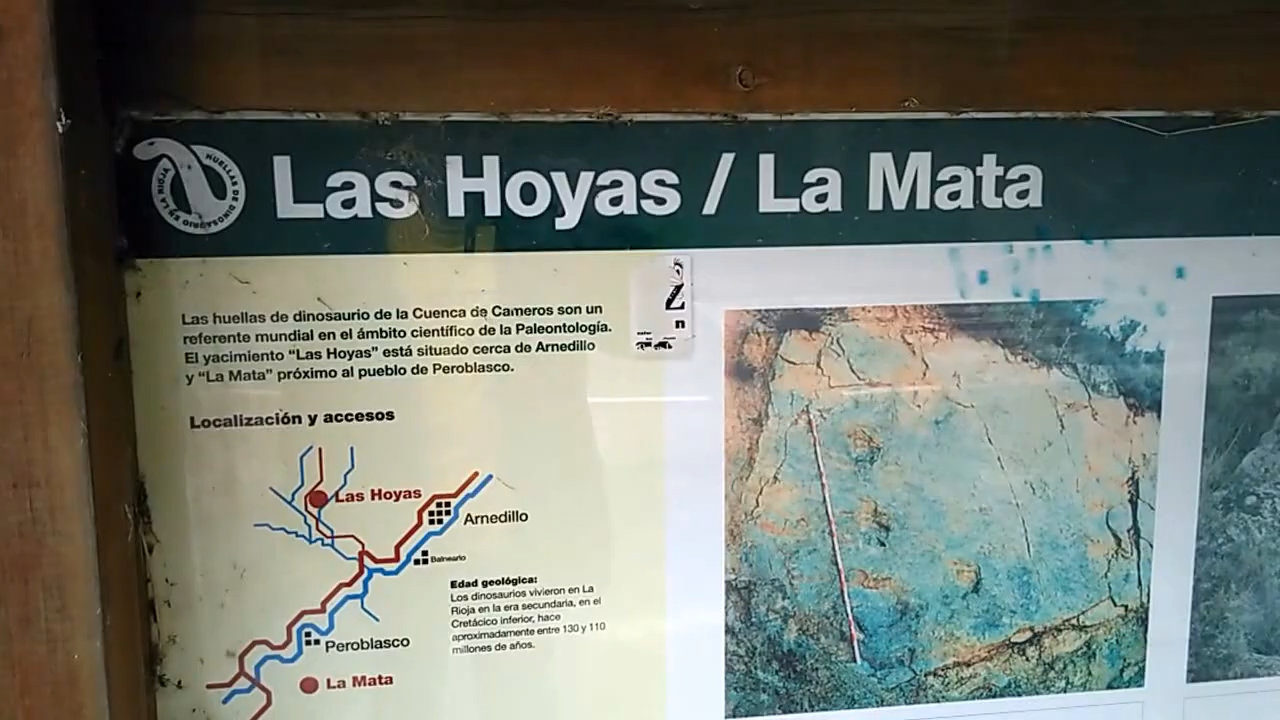 HUELLAS DE DINOSAURIO EN LA RIOJA
Las Hoyas / La Mata
Las huellas de dinosaurio de la Cuenca de Cameros son un
referente mundial en el ámbito científico de la Paleontología.
El yacimiento “Las Hoyas” está situado cerca de Arnedillo
y “La Mata” próximo al pueblo de Peroblasco.
Localización y accesos
Las Hoyas
Arnedillo
Balneario
Edad geológica:
Los dinosaurios vivieron en La
Rioja en la era secundaria, en el
Cretácico inferior, hace
aproximadamente entre 130 y 110
millones de años.
Peroblasco
La Mata